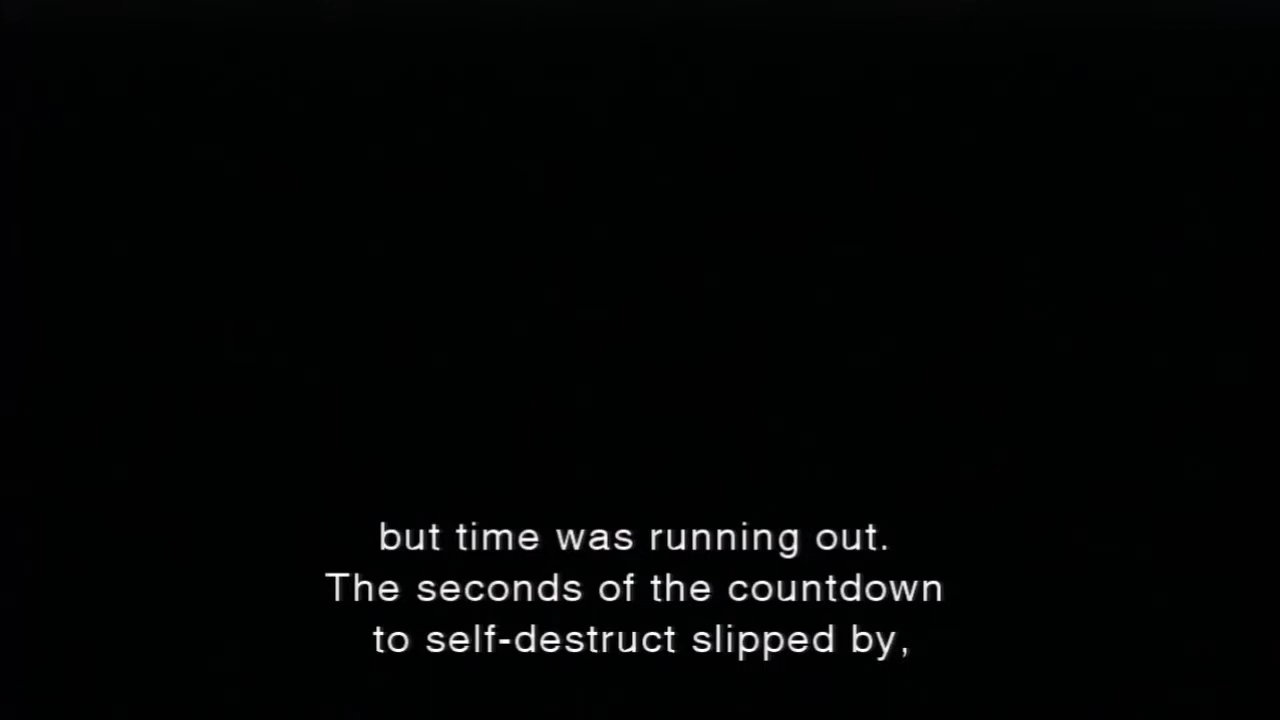 but time was running out.
The seconds of the countdown
to self-destruct slipped by,